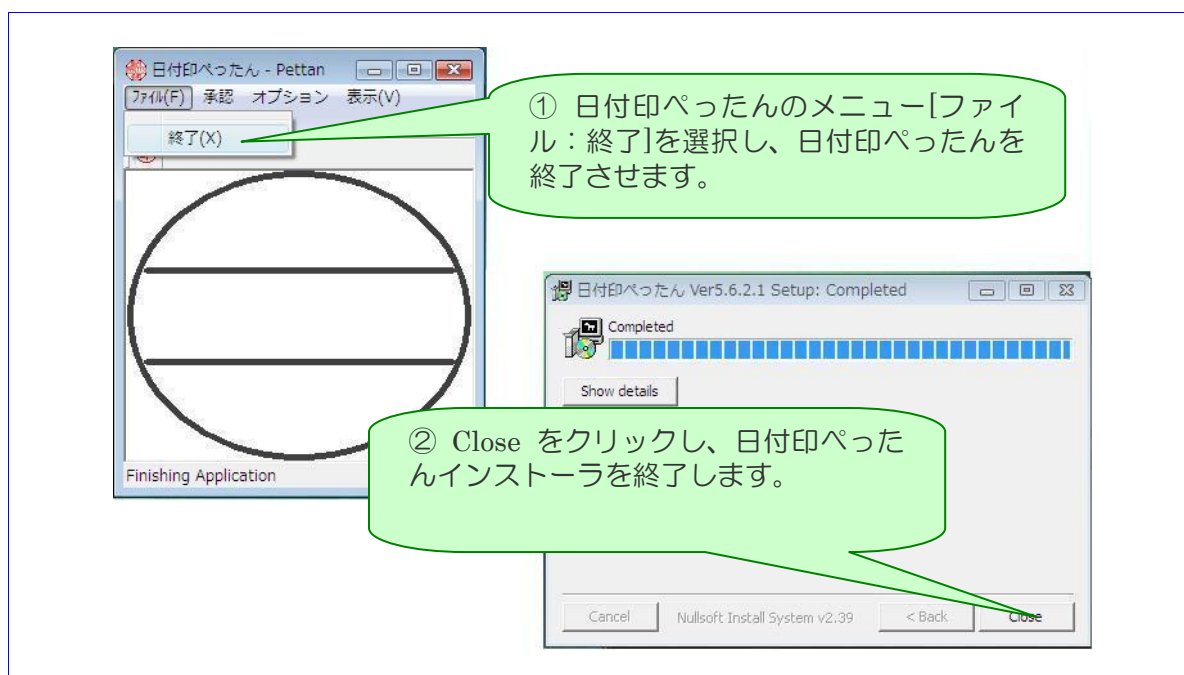 日付印ぺったん - Pettan
ファイル(F) 承認 オプション 表示(V)
終了(X)
① 日付印ぺったんのメニュー[ファイ
ル：終了]を選択し、日付印ぺったんを
終了させます。
Finishing Application
日付印ぺったん Ver5.6.2.1 Setup: Completed
Completed
Show details
② Close をクリックし、日付印ぺった
んインストーラを終了します。
Cancel
Nullsoft Install System v2.39
< Back
Close